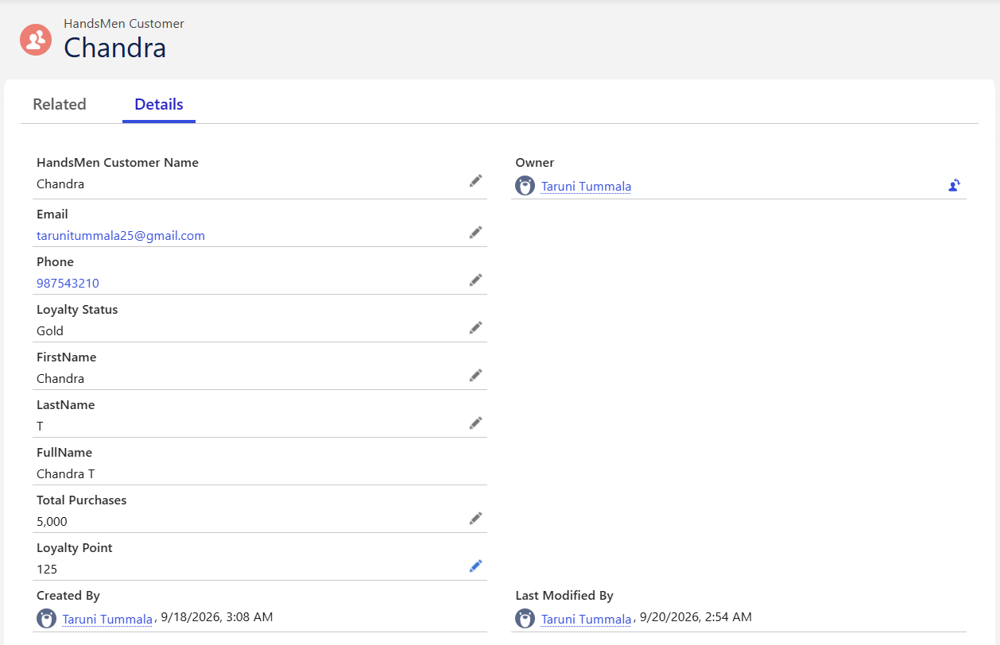 HandsMen Customer
Chandra
Related
Details
HandsMen Customer Name
Chandra
Owner
Taruni Tummala
Email
tarunitummala25@gmail.com
Phone
987543210
Loyalty Status
Gold
FirstName
Chandra
LastName
T
FullName
Chandra T
Total Purchases
5,000
Loyalty Point
125
Created By
Taruni Tummala, 9/18/2026, 3:08 AM
Last Modified By
Taruni Tummala, 9/20/2026, 2:54 AM